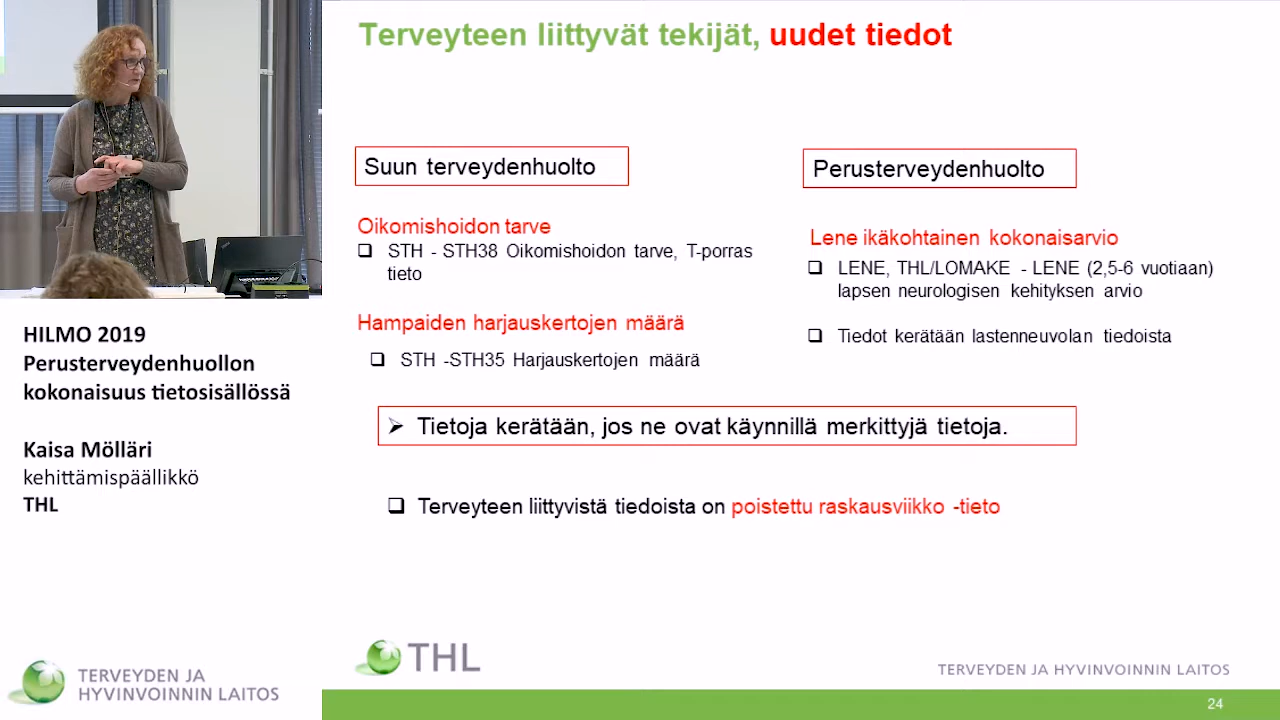 Terveyteen liittyvät tekijät, uudet tiedot
Suun terveydenhuolto
Oikomishoidon tarve
STH - STH38 Oikomishoidon tarve, T-porras
tieto
Hampaiden harjauskertojen määrä
STH -STH35 Harjauskertojen määrä
Perusterveydenhuolto
Lene ikäkohtainen kokonaisarvio
LENE, THL/LOMAKE - LENE (2,5-6 vuotiaan)
lapsen neurologisen kehityksen arvio
Tiedot kerätään lastenneuvolan tiedoista
Tietoja kerätään, jos ne ovat käynnillä merkittyjä tietoja.
Terveyteen liittyvistä tiedoista on poistettu raskausviikko -tieto
HILMO 2019
Perusterveydenhuollon
kokonaisuus tietosisällössä
Kaisa Mölläri
kehittämispäällikkö
THL
TERVEYDEN JA
HYVINVOINNIN LAITOS
THL
TERVEYDEN JA HYVINVOINNIN LAITOS
24